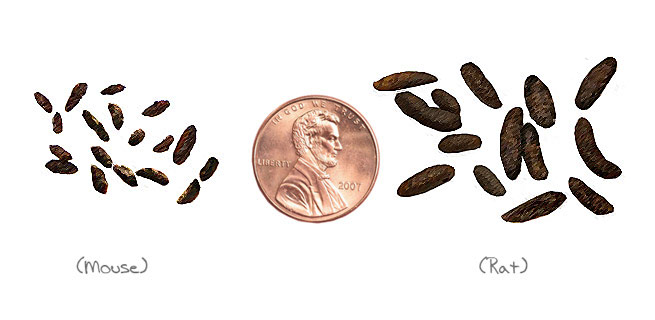 IN GOD WE TRUST
LIBERTY
2007
(Mouse)
(Rat)